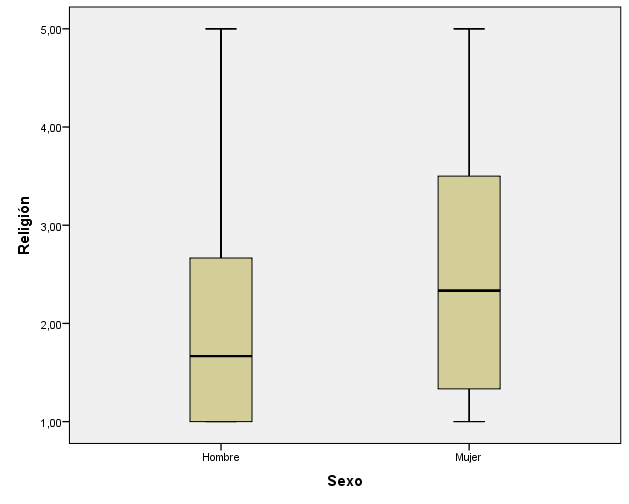 5,00
4,00
3,00
2,00
1,00
Religión
Hombre
Mujer
Sexo